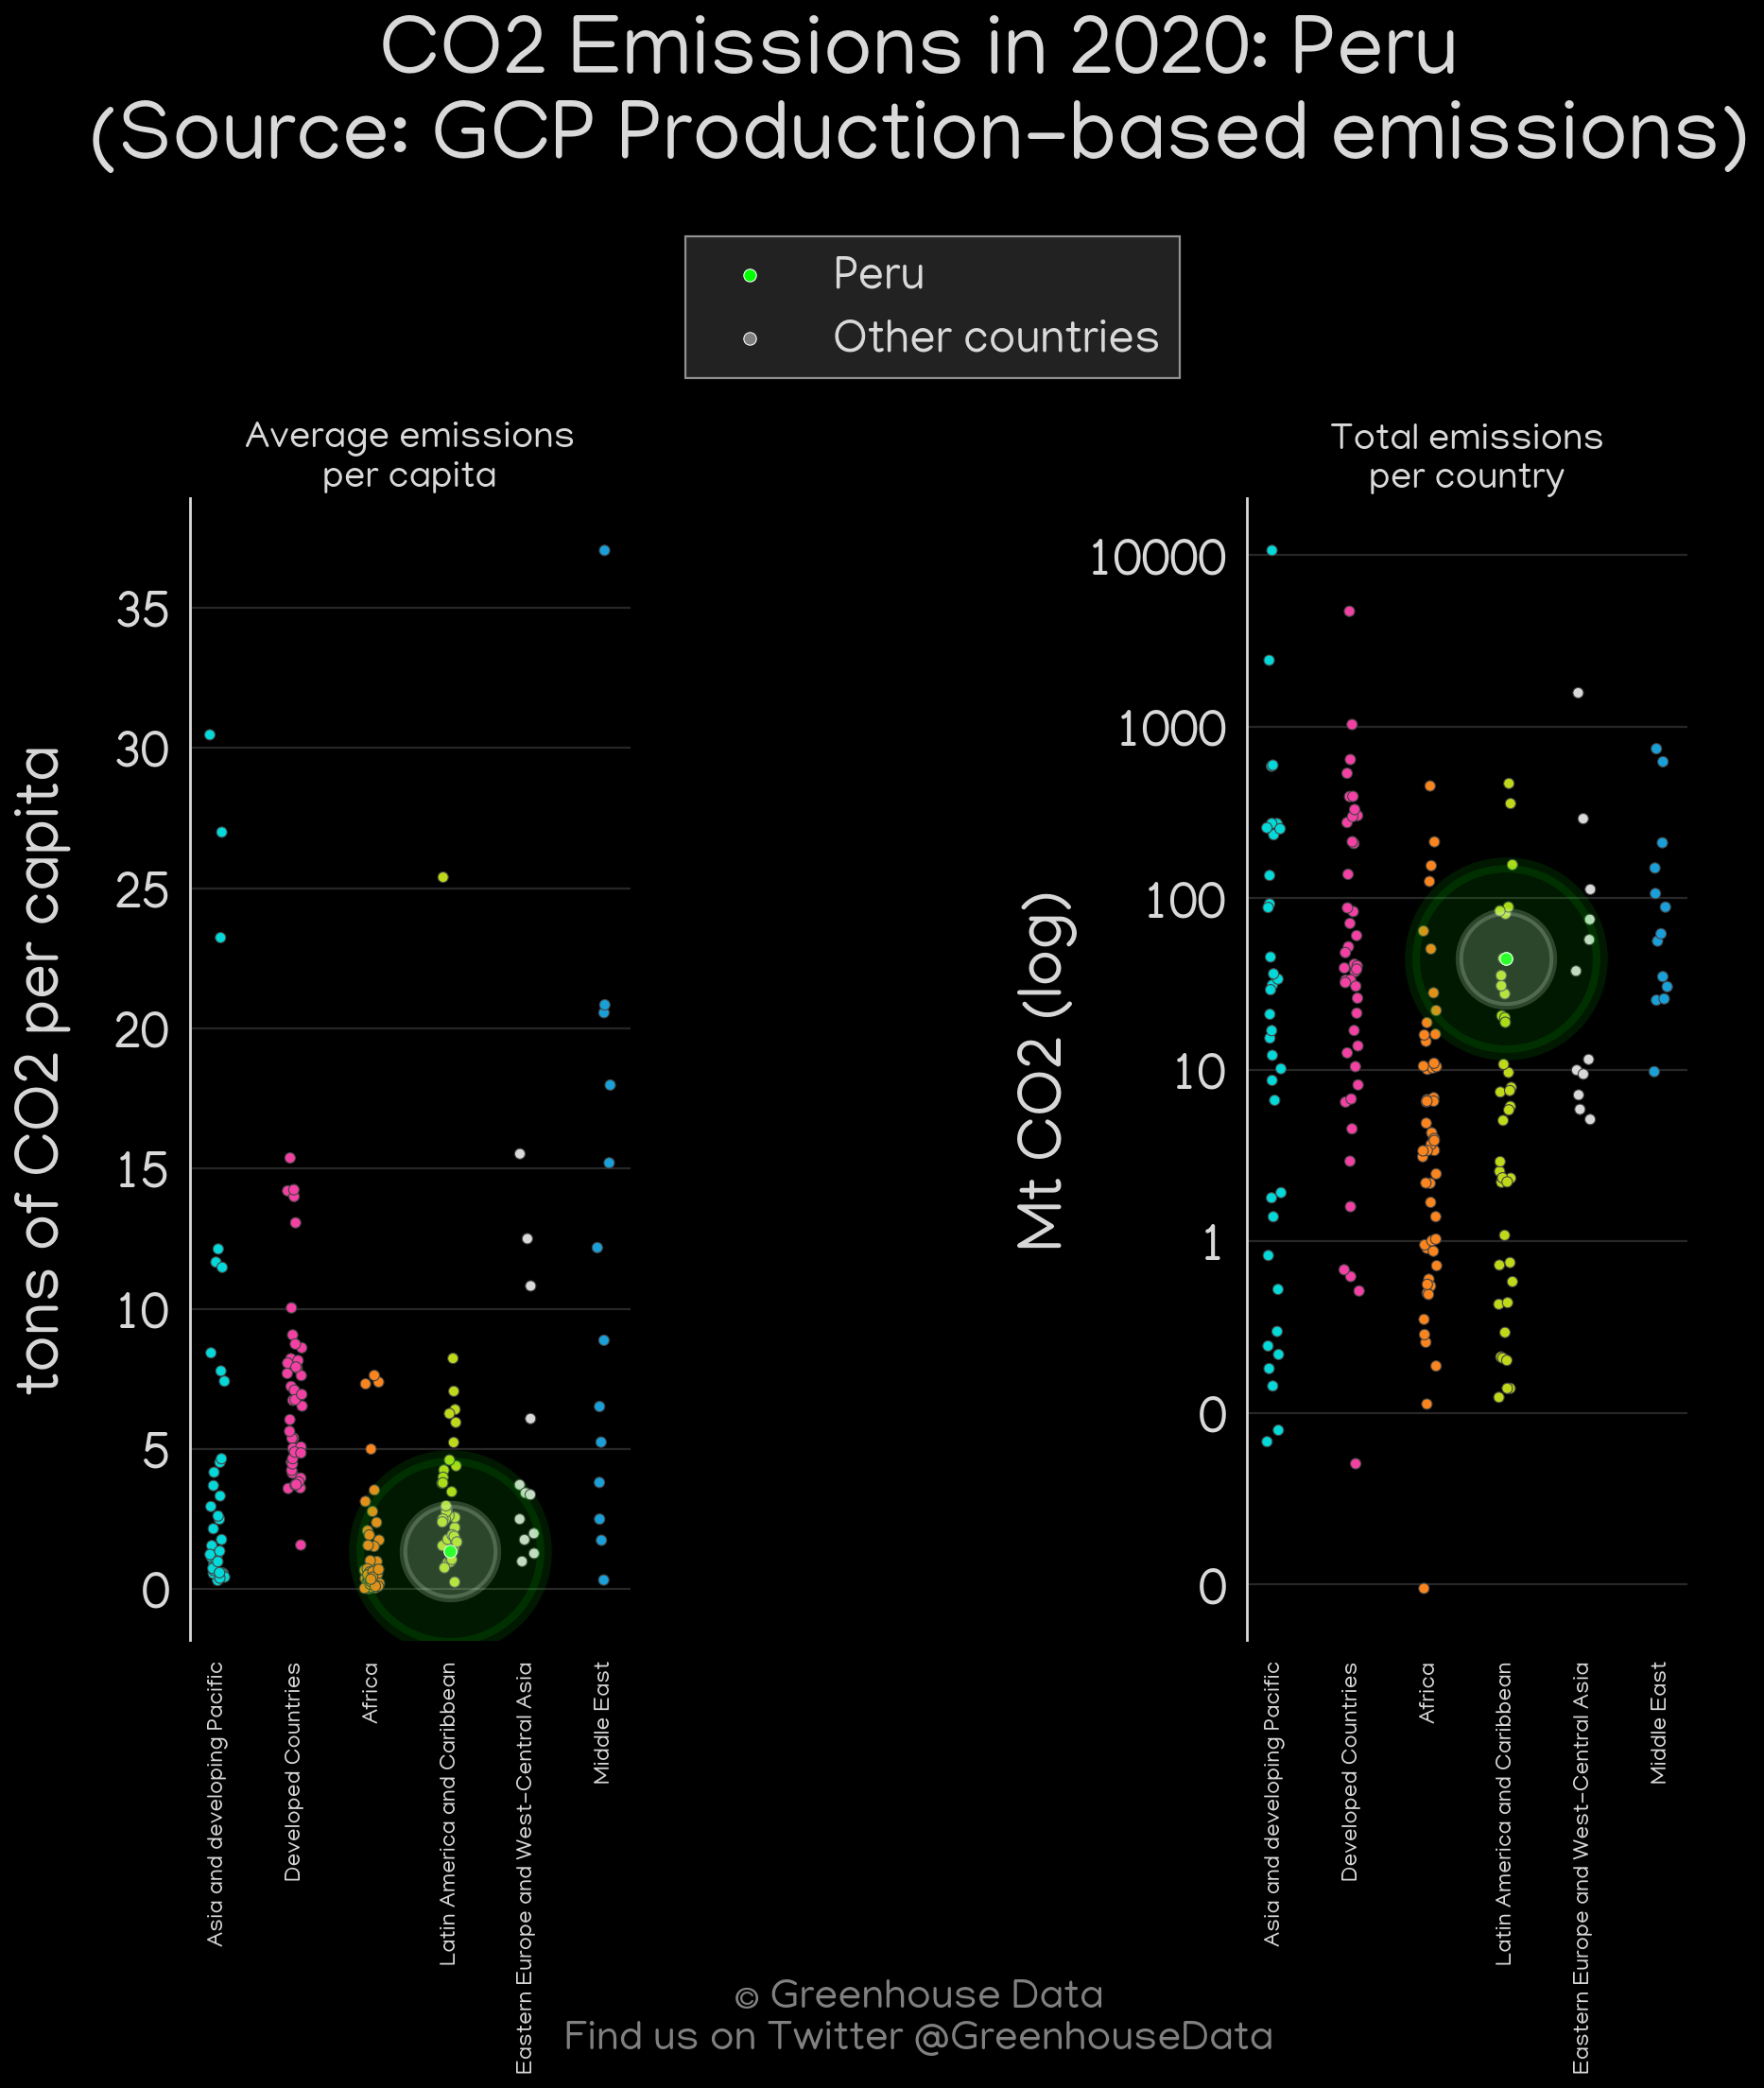 CO2 Emissions in 2020: Peru
(Source: GCP Production-based emissions)
Peru
Other countries
Average emissions
per capita
tons of CO2 per capita
35
30
25
20
15
10
5
0
Asia and developing Pacific
Developed Countries
Africa
Latin America and Caribbean
Eastern Europe and West-Central Asia
Middle East
Total emissions
per country
Mt CO2 (log)
10000
1000
100
10
1
0
0
Asia and developing Pacific
Developed Countries
Africa
Latin America and Caribbean
Eastern Europe and West-Central Asia
Middle East
© Greenhouse Data
Find us on Twitter @GreenhouseData